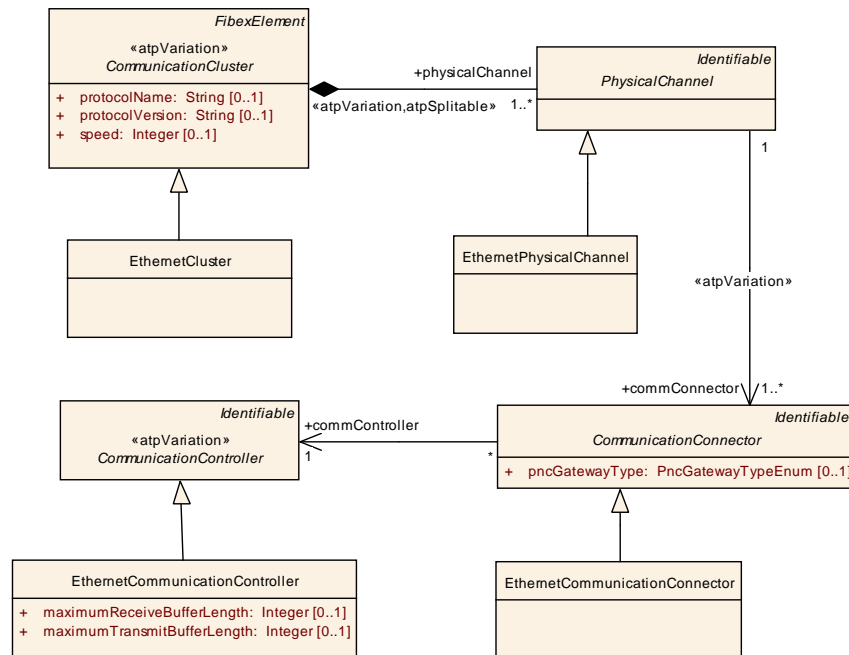 FibexElement
«atpVariation»
CommunicationCluster
+ protocolName: String [0..1]
+ protocolVersion: String [0..1]
+ speed: Integer [0..1]
+physicalChannel
«atpVariation,atpSplitable»
1..*
Identifiable
PhysicalChannel
1
EthernetCluster
EthernetPhysicalChannel
«atpVariation»
+commConnector
1..*
Identifiable
«atpVariation»
CommunicationController
+commController
1
*
Identifiable
CommunicationConnector
+ pncGatewayType: PncGatewayTypeEnum [0..1]
EthernetCommunicationController
+ maximumReceiveBufferLength: Integer [0..1]
+ maximumTransmitBufferLength: Integer [0..1]
EthernetCommunicationConnector